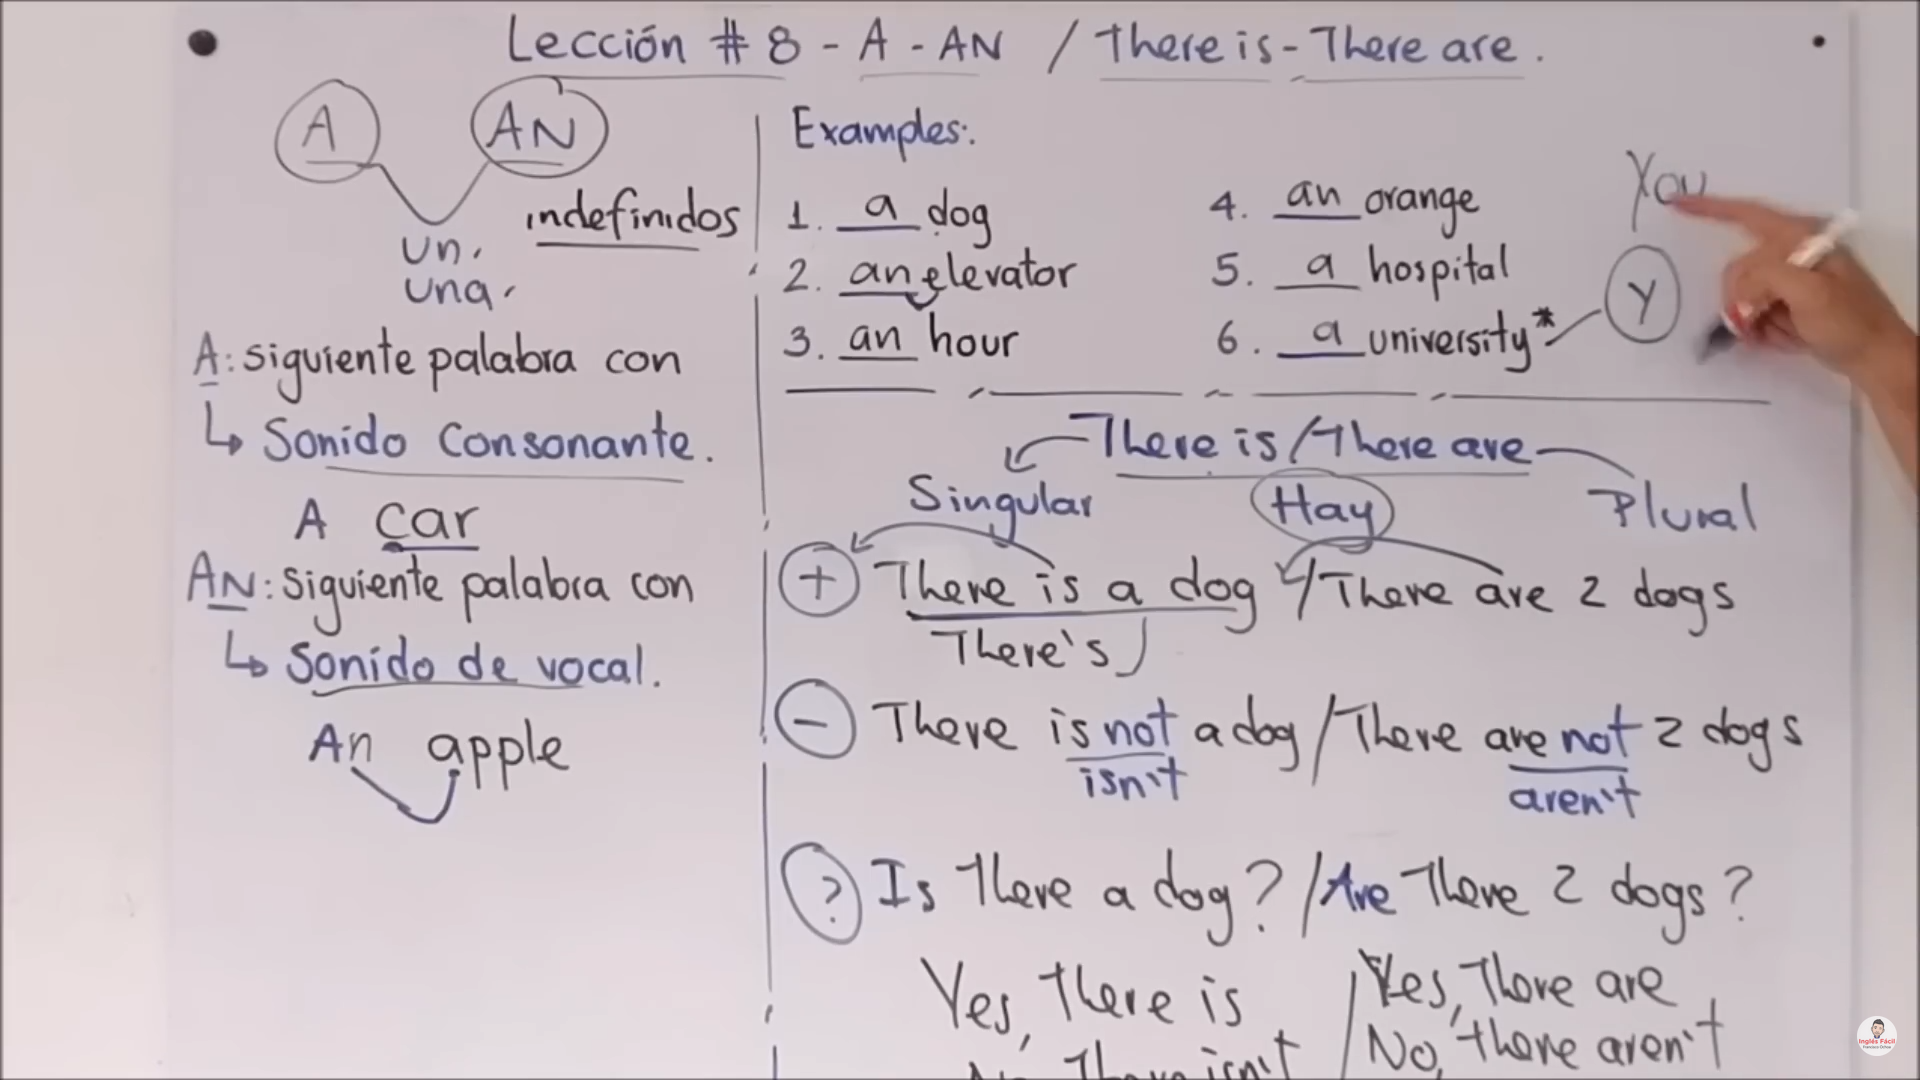 Lección # 8 - A - AN / There is - There are.
A AN
indefinidos
un.
una.
A: siguiente palabra con
↳ Sonido consonante.
A car
AN: siguiente palabra con
↳ Sonido de vocal.
An apple
Examples:
1. a dog
2. an elevator
3. an hour
4. an orange
5. a hospital
6. a university*
You
Y
There is / There are
Singular Hay Plural
+ There is a dog / There are 2 dogs
There's
- There is not a dog / There are not 2 dogs
isn't aren't
? Is There a dog? / Are There 2 dogs?
Yes, There is / Yes, There are
No, There isn't / No, There aren't
Inglés Fácil